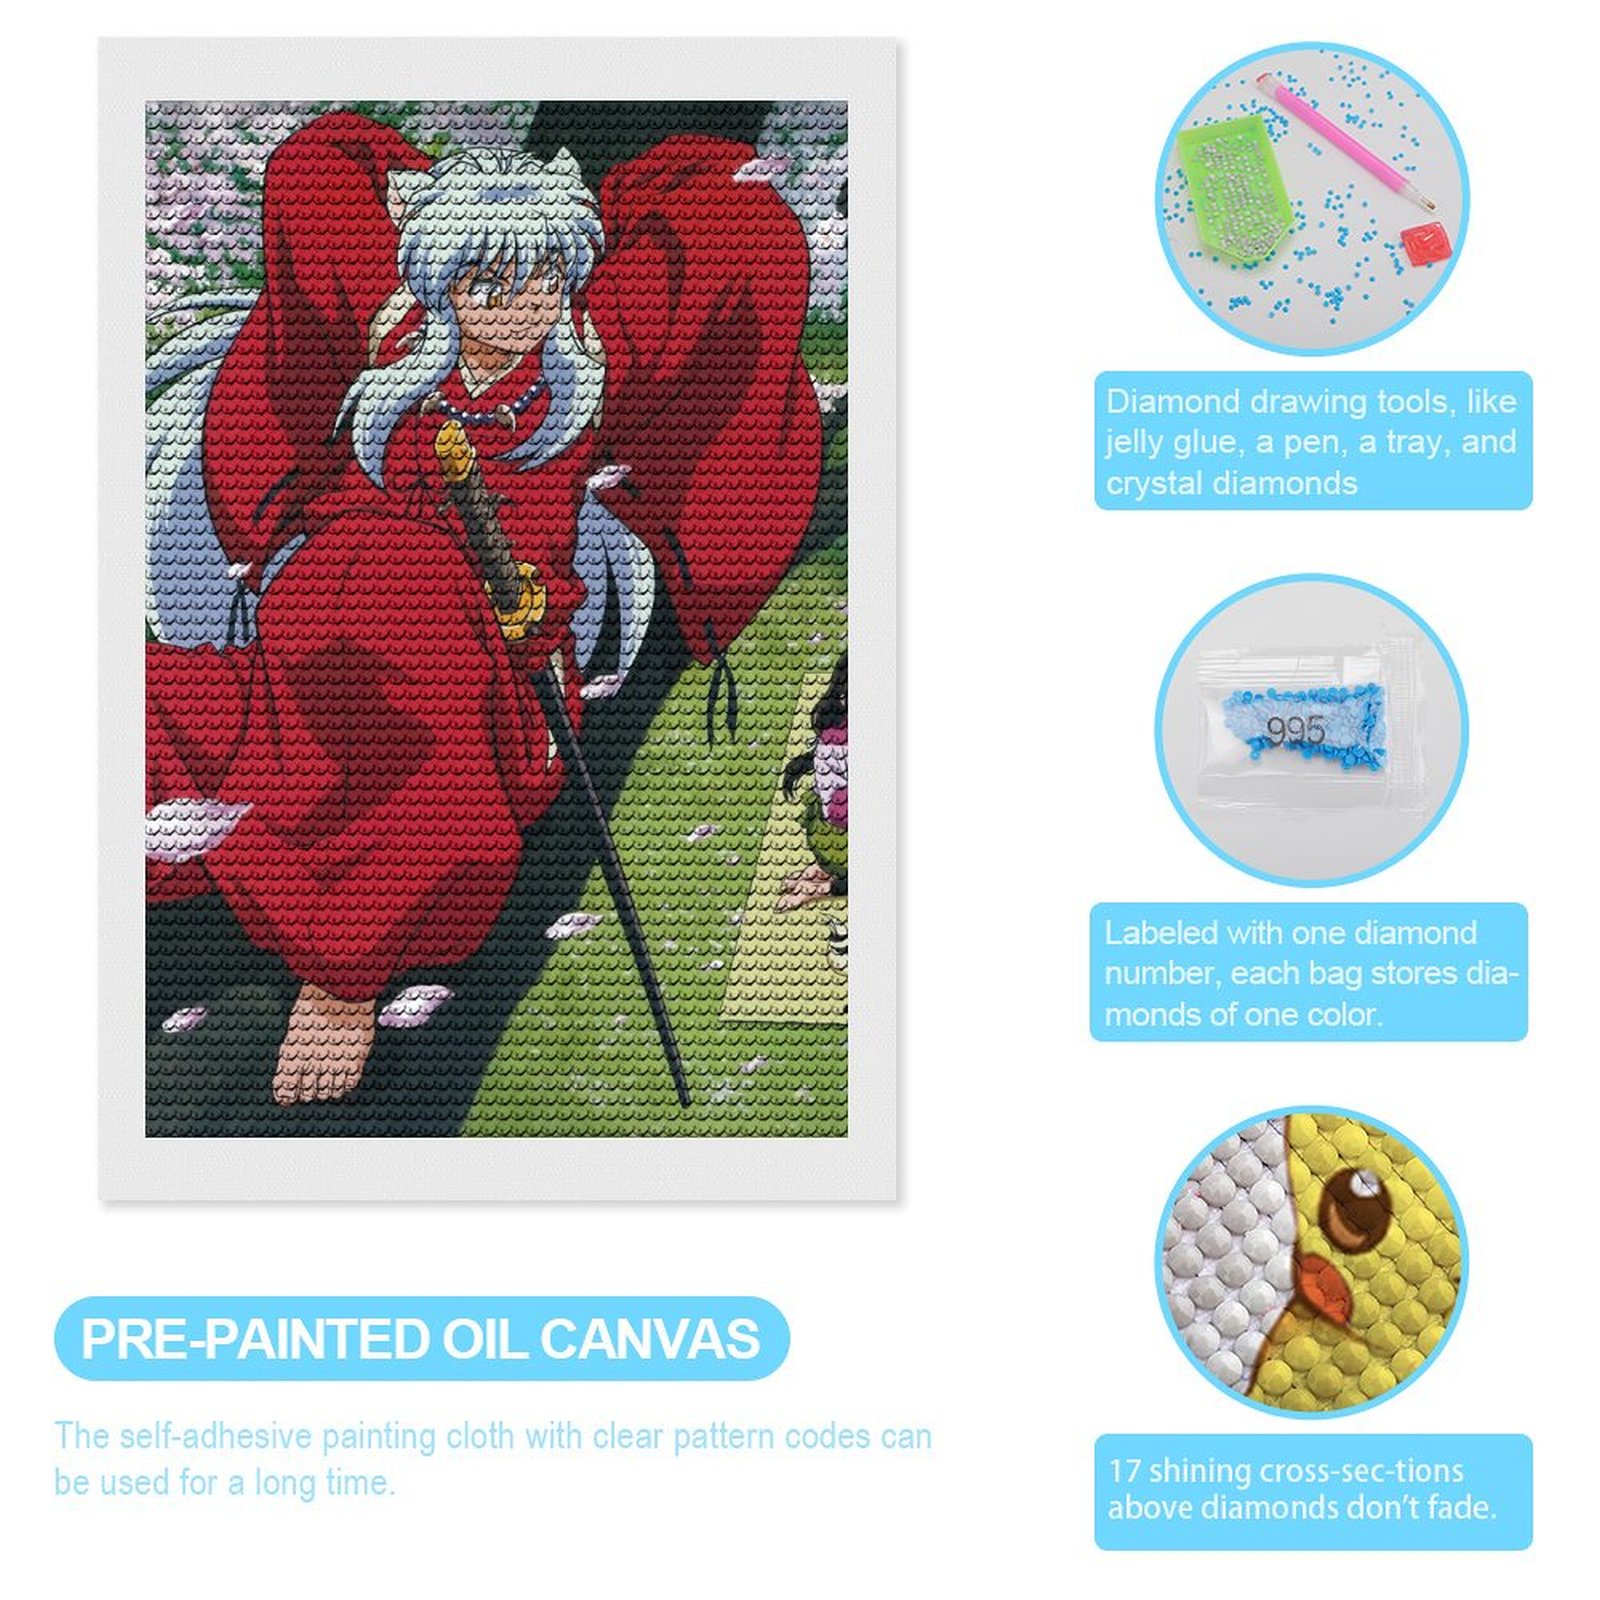 Diamond drawing tools, like
jelly glue, a pen, a tray, and
crystal diamonds
995
Labeled with one diamond
number, each bag stores dia-
monds of one color.
PRE-PAINTED OIL CANVAS
The self-adhesive painting cloth with clear pattern codes can
be used for a long time.
17 shining cross-sec-tions
above diamonds don't fade.